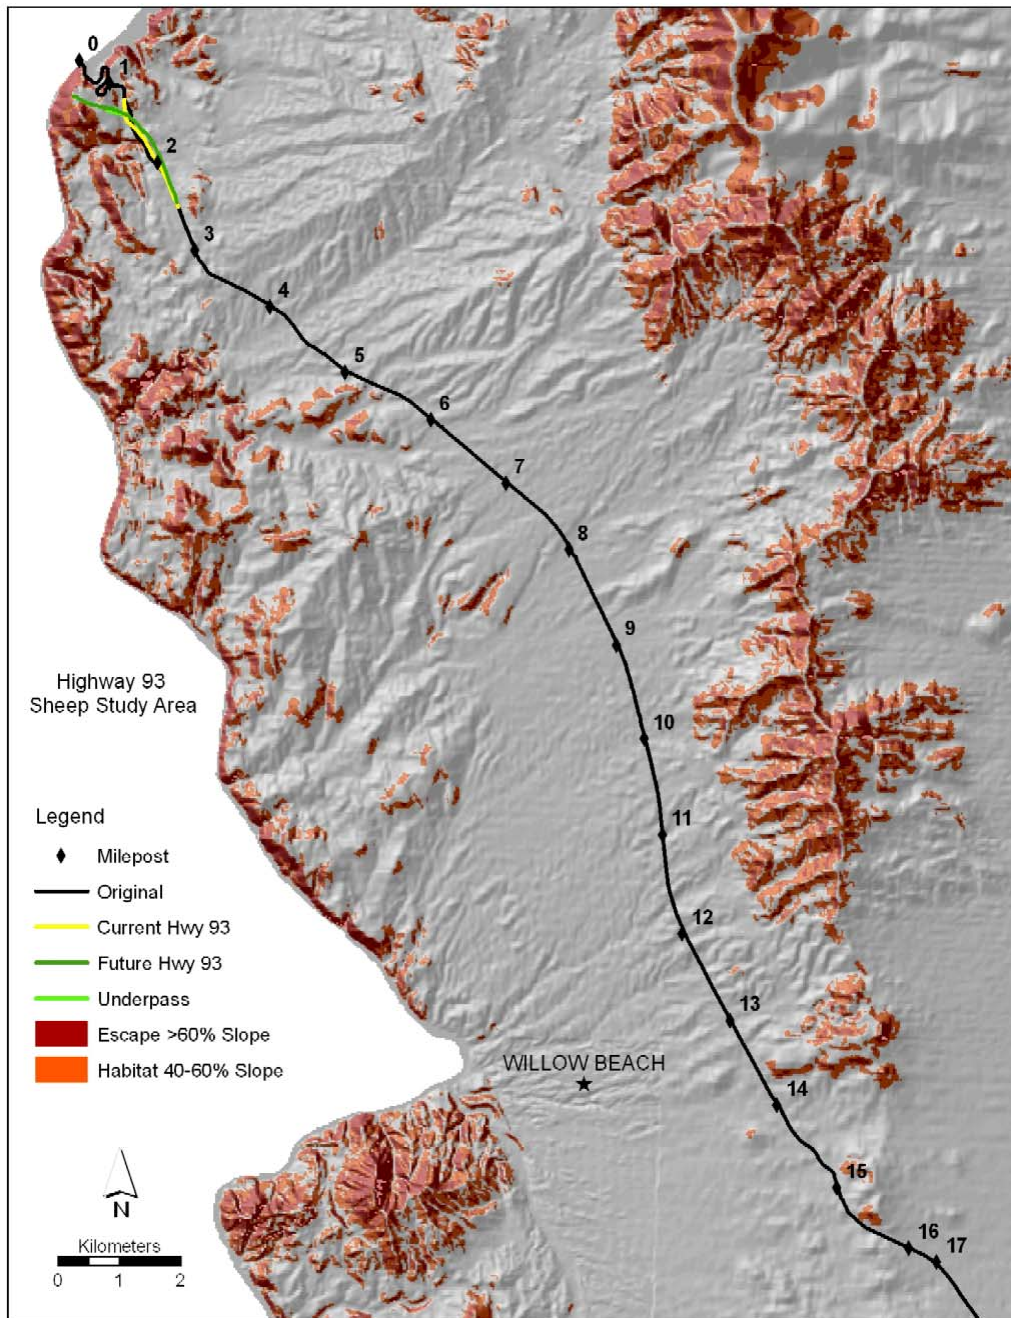 0
1
2
3
4
5
6
7
8
9
10
11
12
13
14
15
16
17
Highway 93
Sheep Study Area
Legend
Milepost
Original
Current Hwy 93
Future Hwy 93
Underpass
Escape >60% Slope
Habitat 40-60% Slope
WILLOW BEACH
N
Kilometers
0 1 2